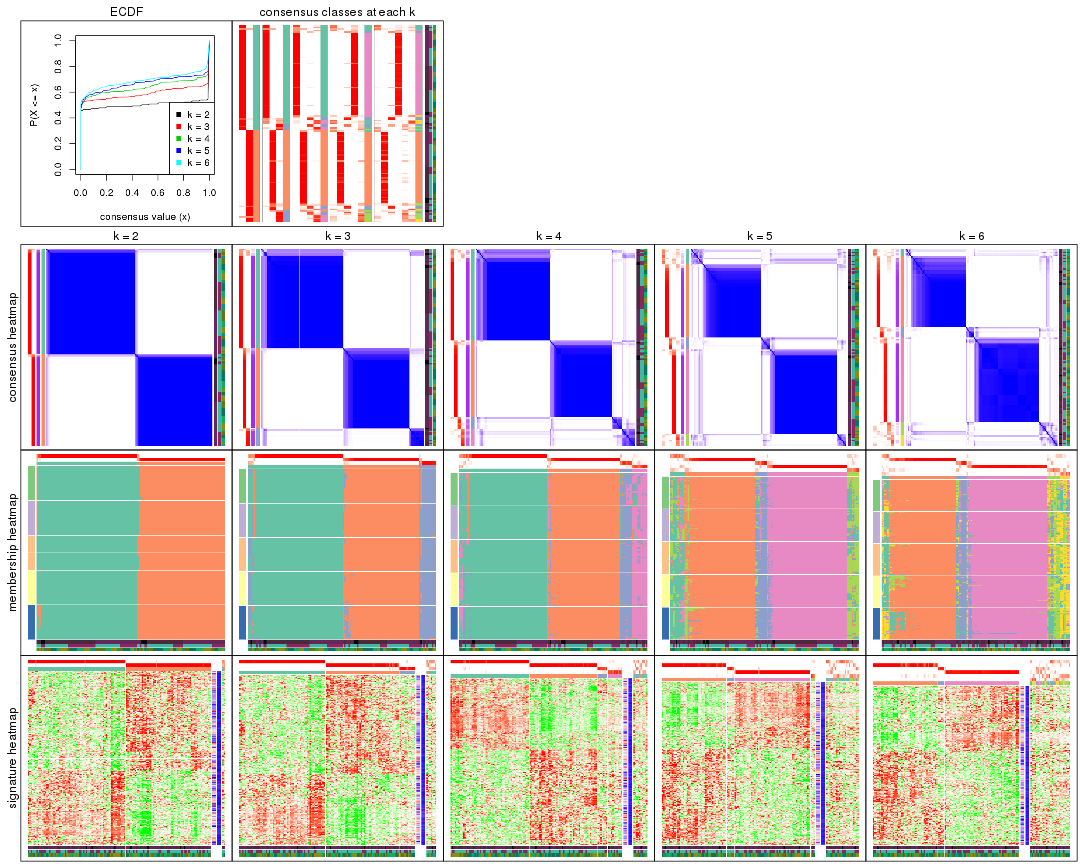 ECDF
consensus classes at each k
P(X <= x)
0.0
0.2
0.4
0.6
0.8
1.0
k = 2
k = 3
k = 4
k = 5
k = 6
0.0 0.2 0.4 0.6 0.8 1.0
consensus value (x)
k = 2
k = 3
k = 4
k = 5
k = 6
consensus heatmap
membership heatmap
signature heatmap